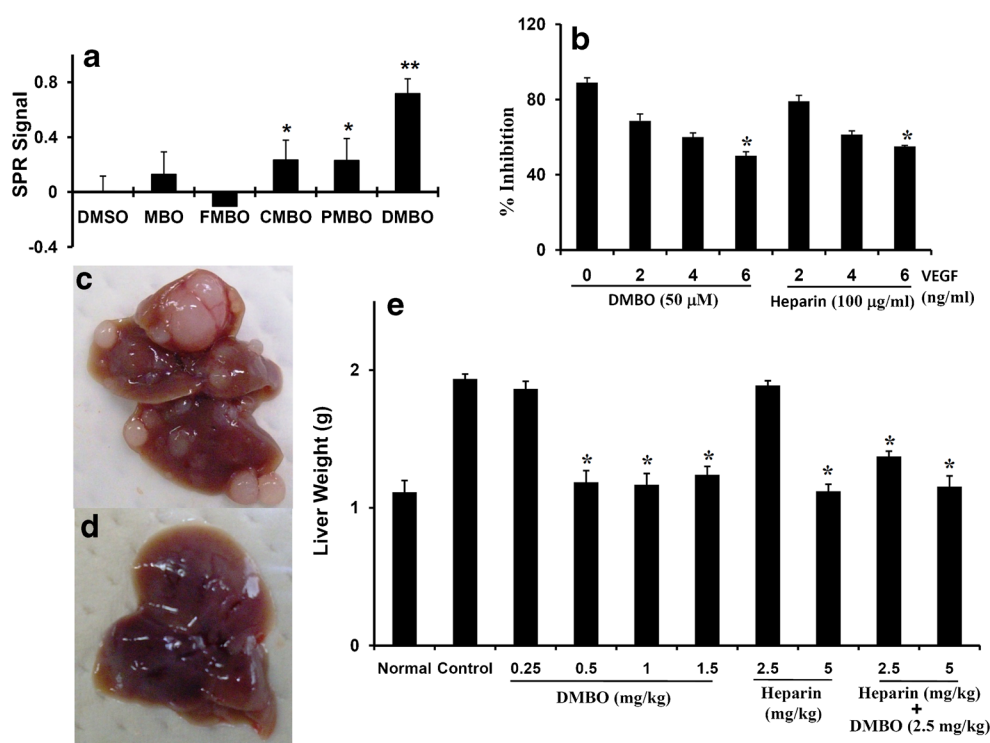 a
SPR Signal
0.8
0.4
0
-0.4
*
*
**
DMSO MBO FMBO CMBO PMBO DMBO
b
% Inhibition
120
80
40
0
*
*
0 2 4 6 2 4 6 VEGF
DMBO (50 µM) Heparin (100 µg/ml) (ng/ml)
c
d
e
Liver Weight (g)
2
1
0
* * * * * *
Normal Control 0.25 0.5 1 1.5 2.5 5 2.5 5
DMBO (mg/kg)
Heparin
(mg/kg)
Heparin (mg/kg)
+
DMBO (2.5 mg/kg)